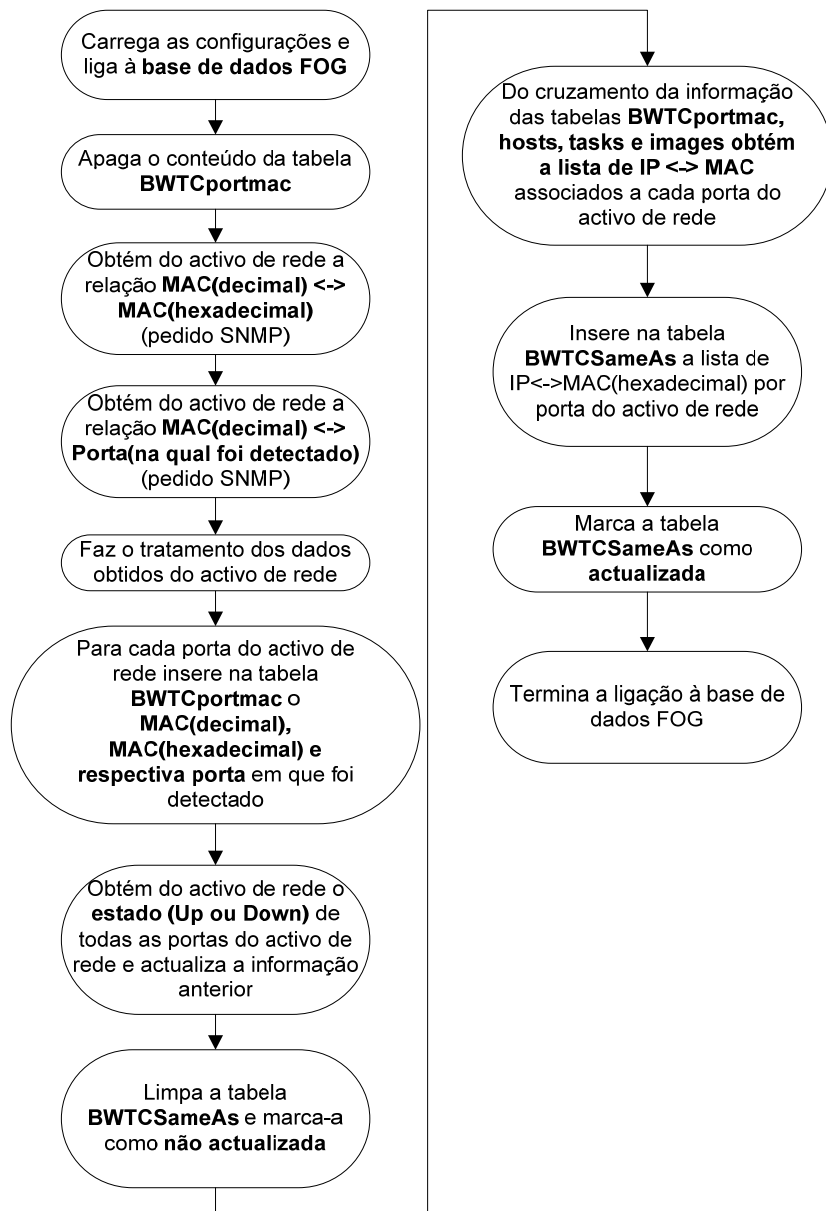 Carrega as configurações e
liga à base de dados FOG
Apaga o conteúdo da tabela
BWTCportmac
Obtém do activo de rede a
relação MAC(decimal) <->
MAC(hexadecimal)
(pedido SNMP)
Obtém do activo de rede a
relação MAC(decimal) <->
Porta(na qual foi detectado)
(pedido SNMP)
Faz o tratamento dos dados
obtidos do activo de rede
Para cada porta do activo de
rede insere na tabela
BWTCportmac o
MAC(decimal),
MAC(hexadecimal) e
respectiva porta em que foi
detectado
Obtém do activo de rede o
estado (Up ou Down) de
todas as portas do activo de
rede e actualiza a informação
anterior
Limpa a tabela
BWTCSameAs e marca-a
como não actualizada
Do cruzamento da informação
das tabelas BWTCportmac,
hosts, tasks e images obtém
a lista de IP <-> MAC
associados a cada porta do
activo de rede
Insere na tabela
BWTCSameAs a lista de
IP<->MAC(hexadecimal) por
porta do activo de rede
Marca a tabela
BWTCSameAs como
actualizada
Termina a ligação à base de
dados FOG